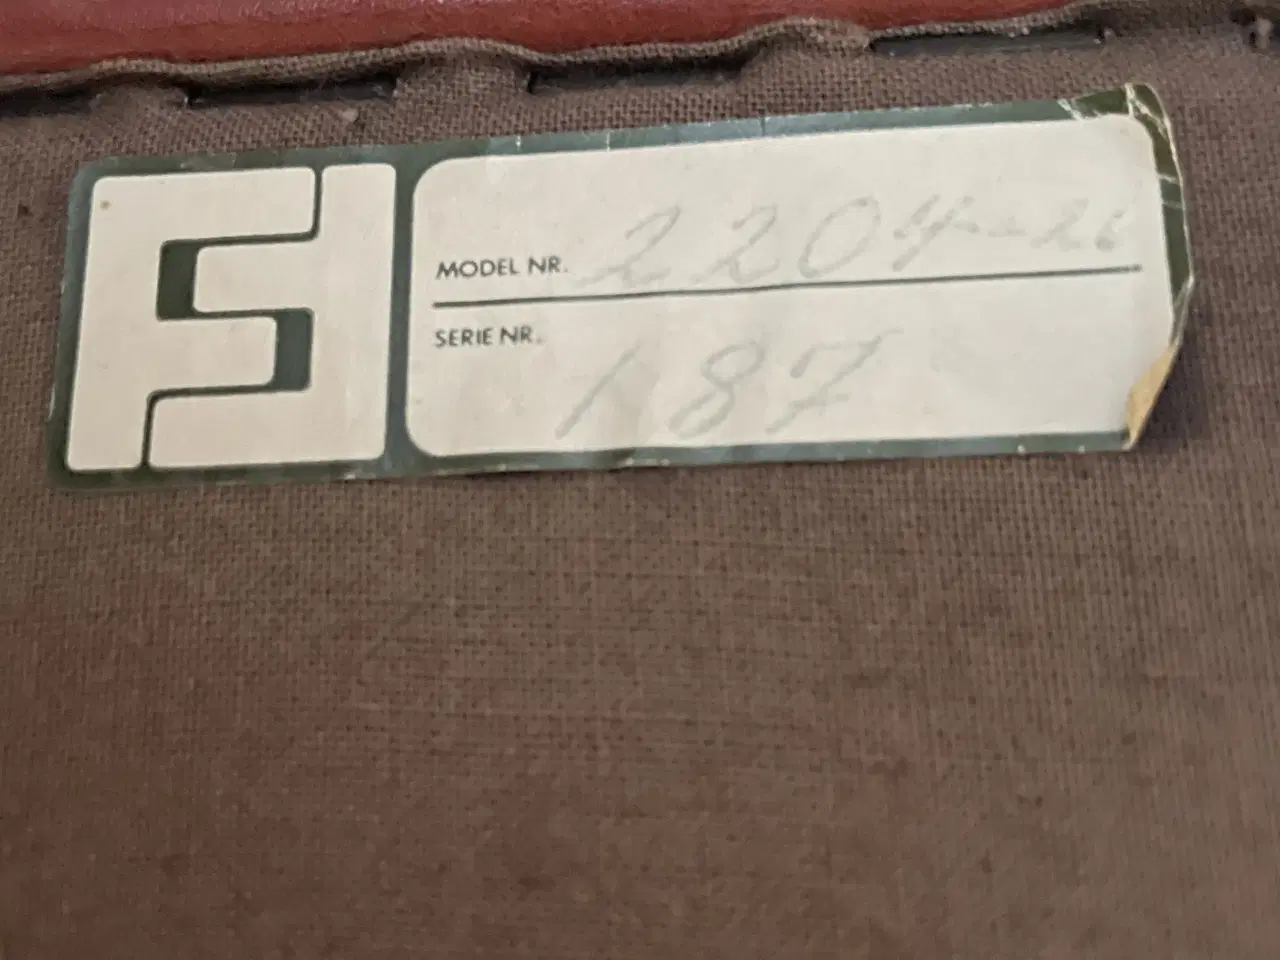 MODEL NR. 2204-26
SERIE NR. 187